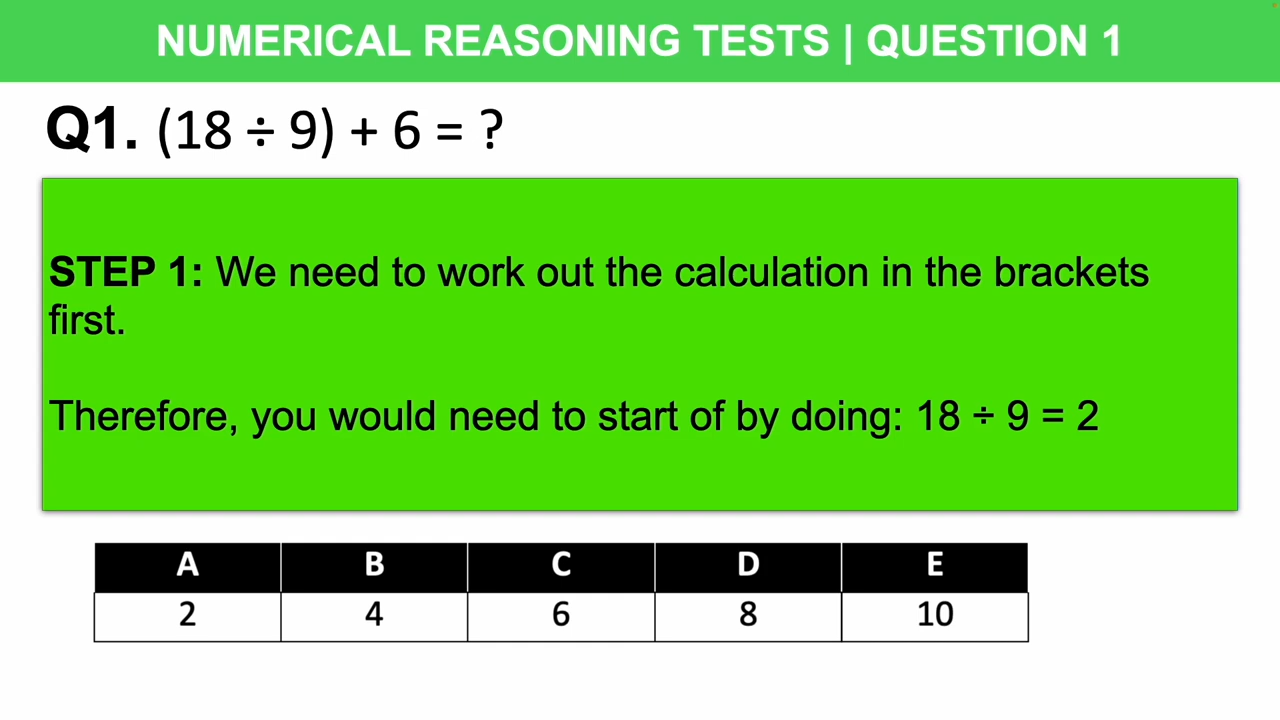 NUMERICAL REASONING TESTS | QUESTION 1
Q1. (18 ÷ 9) + 6 = ?
STEP 1: We need to work out the calculation in the brackets
first.
Therefore, you would need to start of by doing: 18 ÷ 9 = 2
A B C D E
2 4 6 8 10